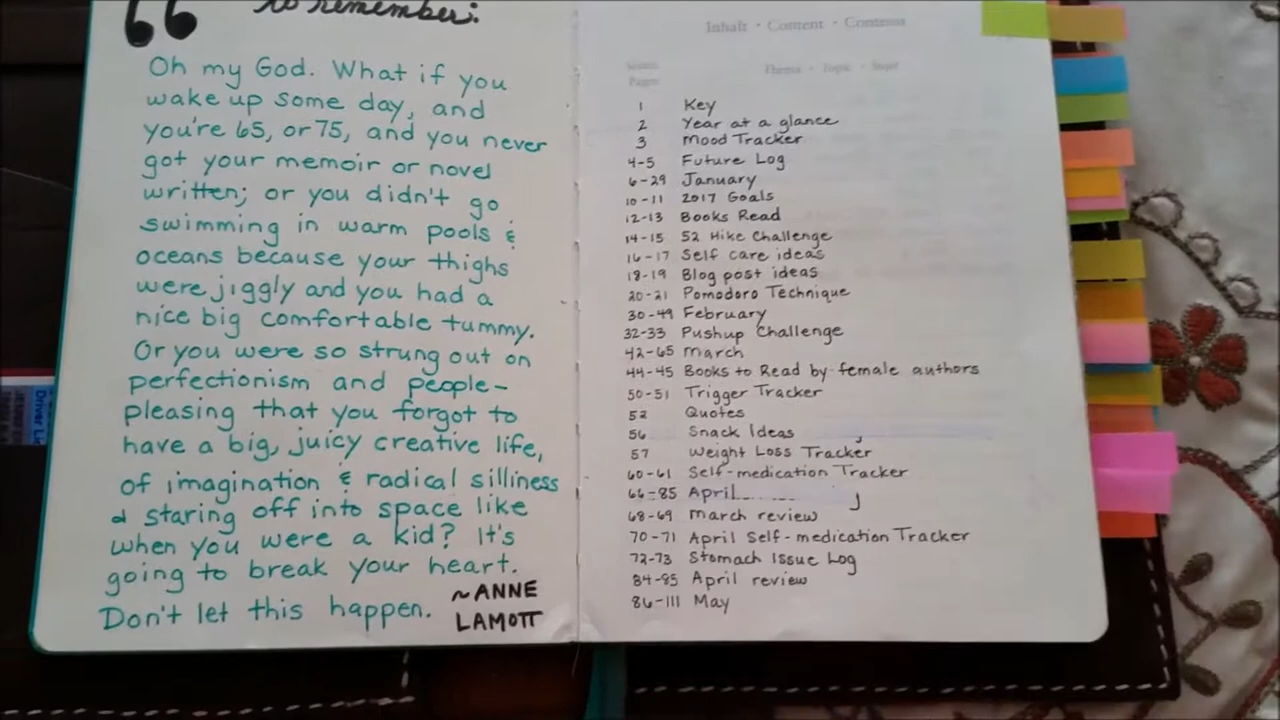 to remember:
Oh my God. What if you
wake up some day, and
you're 65, or 75, and you never
got your memoir or novel
written; or you didn't go
swimming in warm pools &
oceans because your thighs
were jiggly and you had a
nice big comfortable tummy.
Or you were so strung out on
perfectionism and people-
pleasing that you forgot to
have a big, juicy creative life,
of imagination & radical silliness
& staring off into space like
when you were a kid? It's
going to break your heart.
Don't let this happen.
~ANNE
LAMOTT
Inhalt · Content · Contenu
Seiten
Pages
Thema · Topic · Sujet
1 Key
2 Year at a glance
3 Mood Tracker
4-5 Future Log
6-29 January
10-11 2017 Goals
12-13 Books Read
14-15 52 Hike Challenge
16-17 Self care ideas
18-19 Blog post ideas
20-21 Pomodoro Technique
30-49 February
32-33 Pushup Challenge
42-65 March
44-45 Books to Read by female authors
50-51 Trigger Tracker
52 Quotes
56 Snack Ideas
57 Weight Loss Tracker
60-61 Self-medication Tracker
66-85 April
68-69 March review
70-71 April Self-medication Tracker
72-73 Stomach Issue Log
84-85 April review
86-111 May
Driver Li